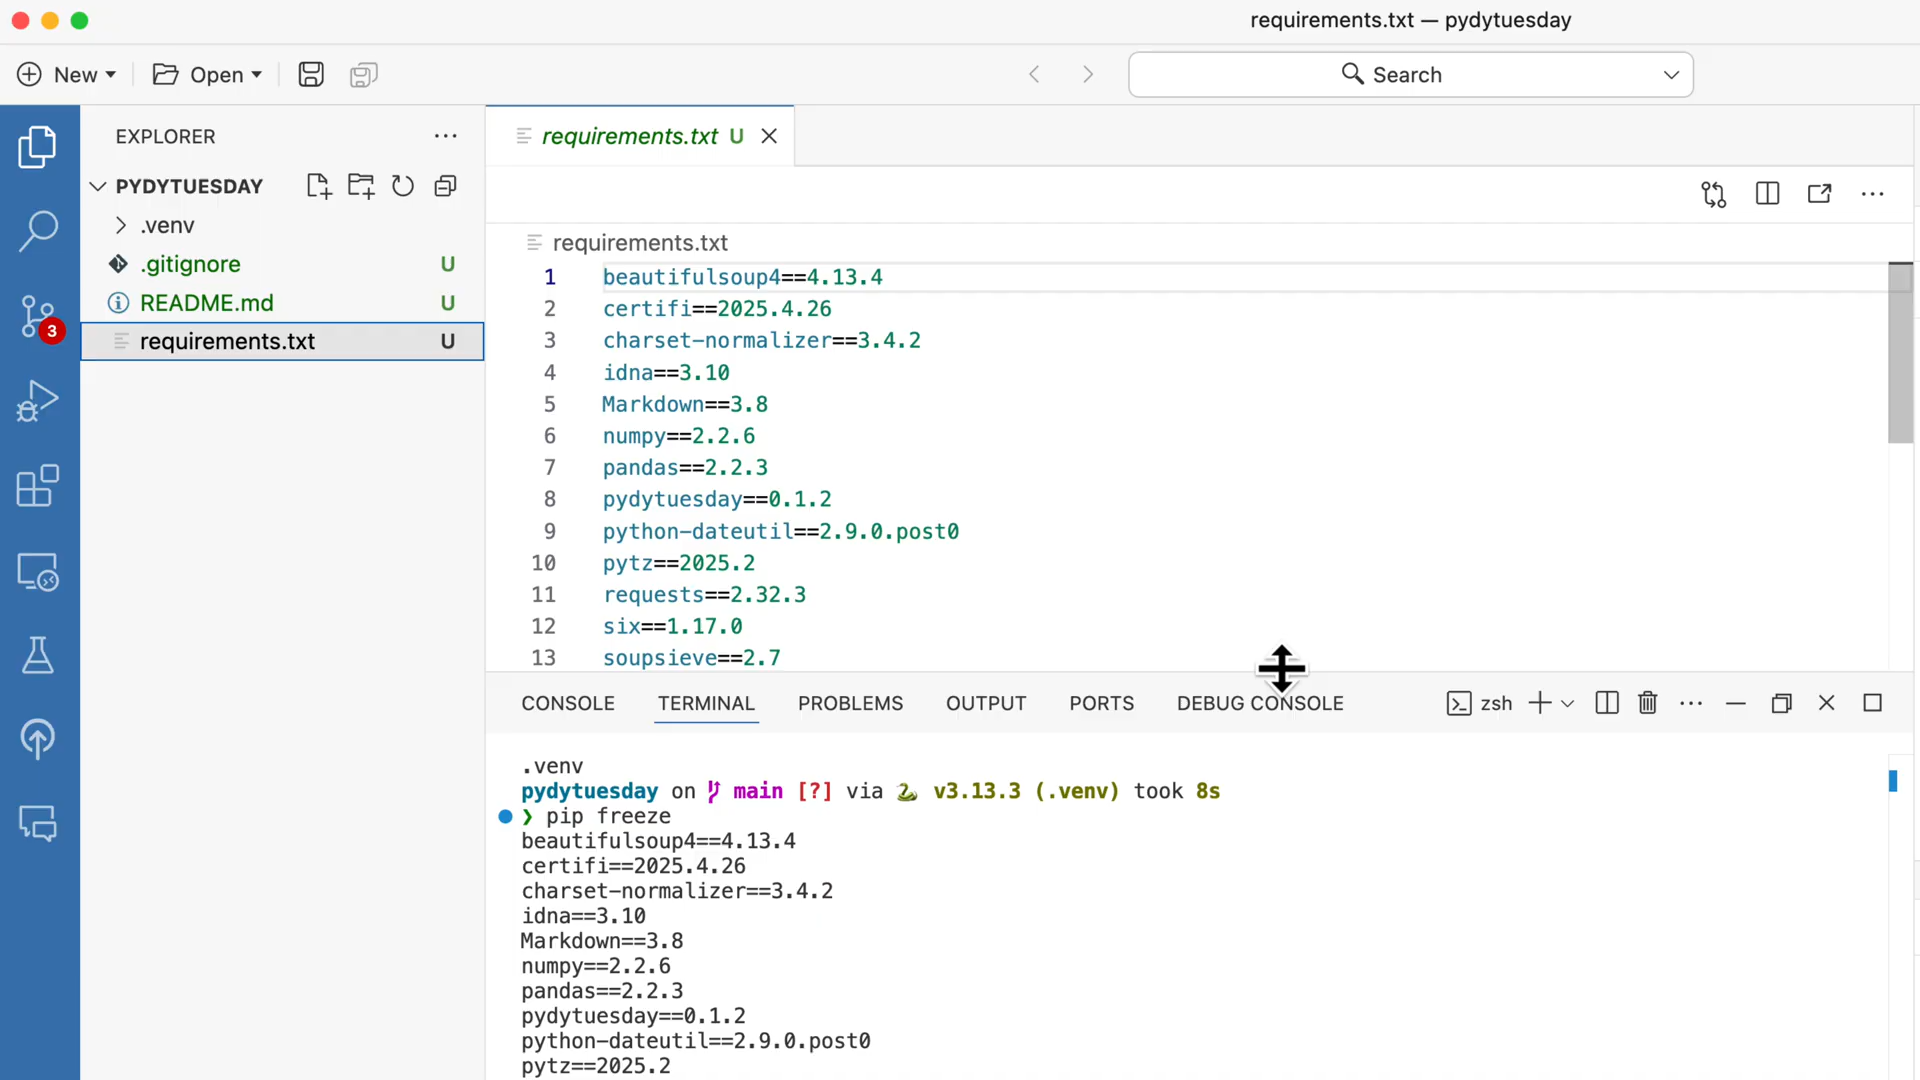 requirements.txt — pydytuesday
New
Open
Search
EXPLORER
requirements.txt U
PYDYTUESDAY
.venv
.gitignore U
README.md U
requirements.txt U
3
requirements.txt
1 beautifulsoup4==4.13.4
2 certifi==2025.4.26
3 charset-normalizer==3.4.2
4 idna==3.10
5 Markdown==3.8
6 numpy==2.2.6
7 pandas==2.2.3
8 pydytuesday==0.1.2
9 python-dateutil==2.9.0.post0
10 pytz==2025.2
11 requests==2.32.3
12 six==1.17.0
13 soupsieve==2.7
CONSOLE TERMINAL PROBLEMS OUTPUT PORTS DEBUG CONSOLE zsh
.venv
pydytuesday on main [?] via v3.13.3 (.venv) took 8s
❯ pip freeze
beautifulsoup4==4.13.4
certifi==2025.4.26
charset-normalizer==3.4.2
idna==3.10
Markdown==3.8
numpy==2.2.6
pandas==2.2.3
pydytuesday==0.1.2
python-dateutil==2.9.0.post0
pytz==2025.2